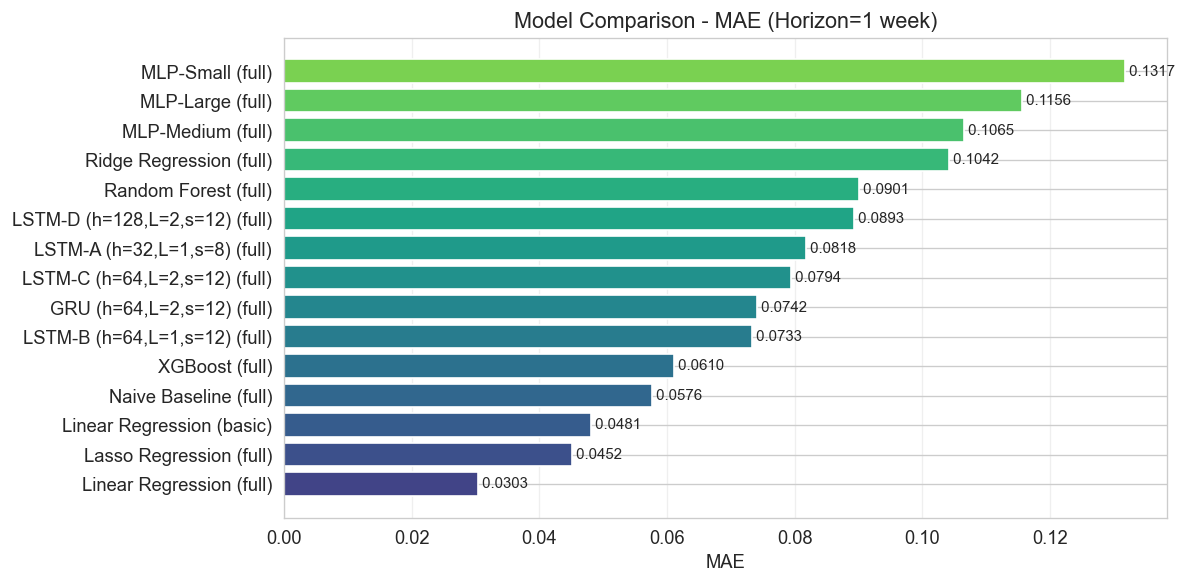 Model Comparison - MAE (Horizon=1 week)
MLP-Small (full) 0.1317
MLP-Large (full) 0.1156
MLP-Medium (full) 0.1065
Ridge Regression (full) 0.1042
Random Forest (full) 0.0901
LSTM-D (h=128,L=2,s=12) (full) 0.0893
LSTM-A (h=32,L=1,s=8) (full) 0.0818
LSTM-C (h=64,L=2,s=12) (full) 0.0794
GRU (h=64,L=2,s=12) (full) 0.0742
LSTM-B (h=64,L=1,s=12) (full) 0.0733
XGBoost (full) 0.0610
Naive Baseline (full) 0.0576
Linear Regression (basic) 0.0481
Lasso Regression (full) 0.0452
Linear Regression (full) 0.0303
0.00 0.02 0.04 0.06 0.08 0.10 0.12
MAE